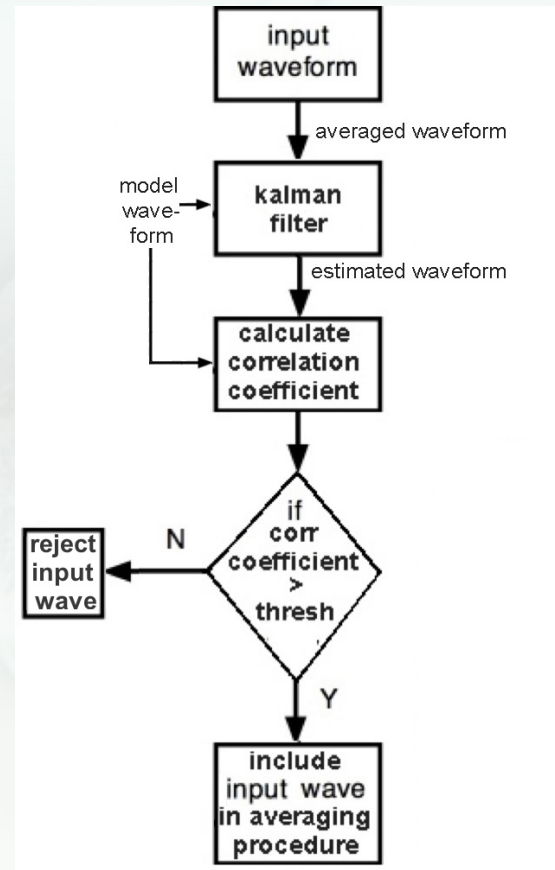 input
waveform
averaged waveform
model
wave-
form
kalman
filter
estimated waveform
calculate
correlation
coefficient
if
corr
coefficient
>
thresh
N
reject
input
wave
Y
include
input wave
in averaging
procedure